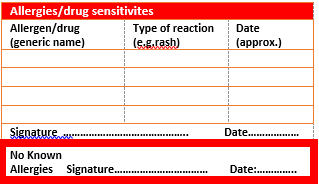 Allergies/drug sensitivites
Allergen/drug Type of reaction Date
(generic name) (e.g.rash) (approx.)
Signature ………………………………………… Date………………
No Known
Allergies Signature……………………………… Date:……………